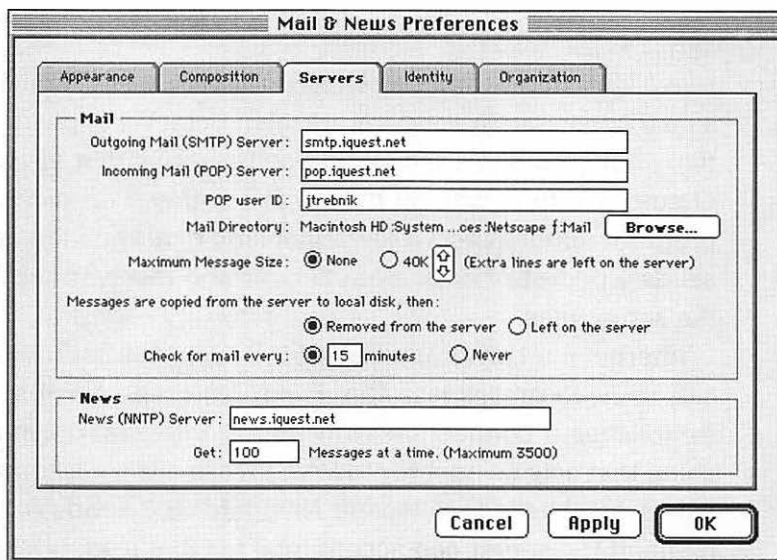 Mail & News Preferences
Appearance Composition Servers Identity Organization
Mail
Outgoing Mail (SMTP) Server: smtp.iquest.net
Incoming Mail (POP) Server: pop.iquest.net
POP user ID: jtrebnik
Mail Directory: Macintosh HD:System ...ces:Netscape ƒ:Mail Browse...
Maximum Message Size: None 40K (Extra lines are left on the server)
Messages are copied from the server to local disk, then:
Removed from the server Left on the server
Check for mail every: 15 minutes Never
News
News (NNTP) Server: news.iquest.net
Get: 100 Messages at a time. (Maximum 3500)
Cancel Apply OK